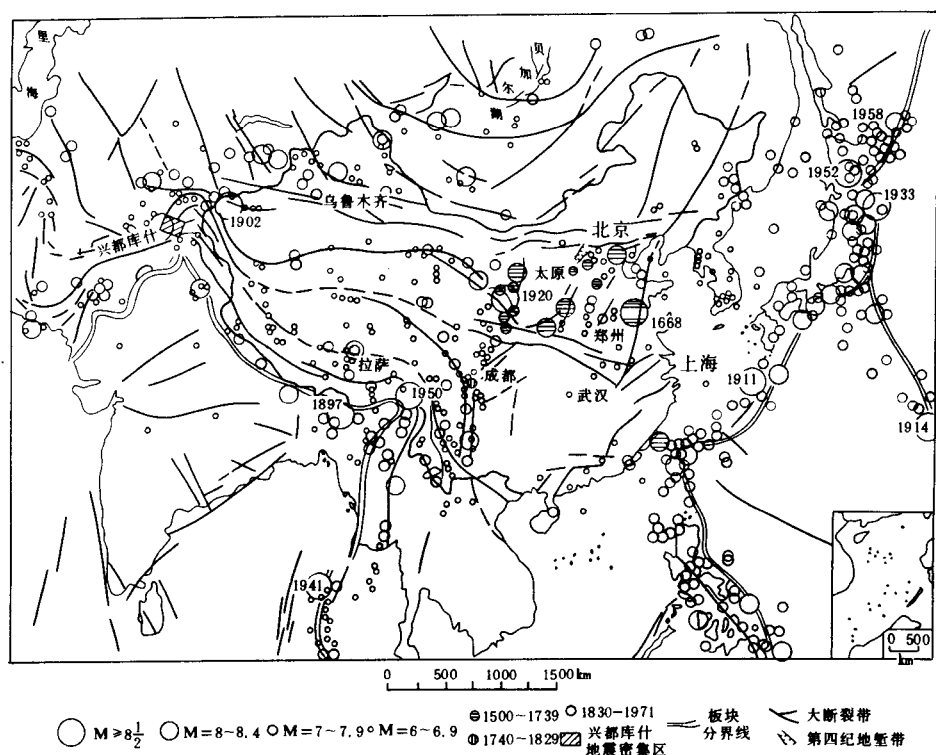 里海
贝加尔湖
1958
1952
1933
乌鲁木齐
1902
兴都库什
北京
太原
1920
郑州
1668
上海
拉萨
成都
武汉
1911
1897
1950
1914
1941
0 500
km
0 500 1000 1500km
M≥8½ M=8~8.4 M=7~7.9 M=6~6.9
1500~1739 1830-1971
1740~1829 兴都库什地震密集区
板块分界线
大断裂带
第四纪地堑带